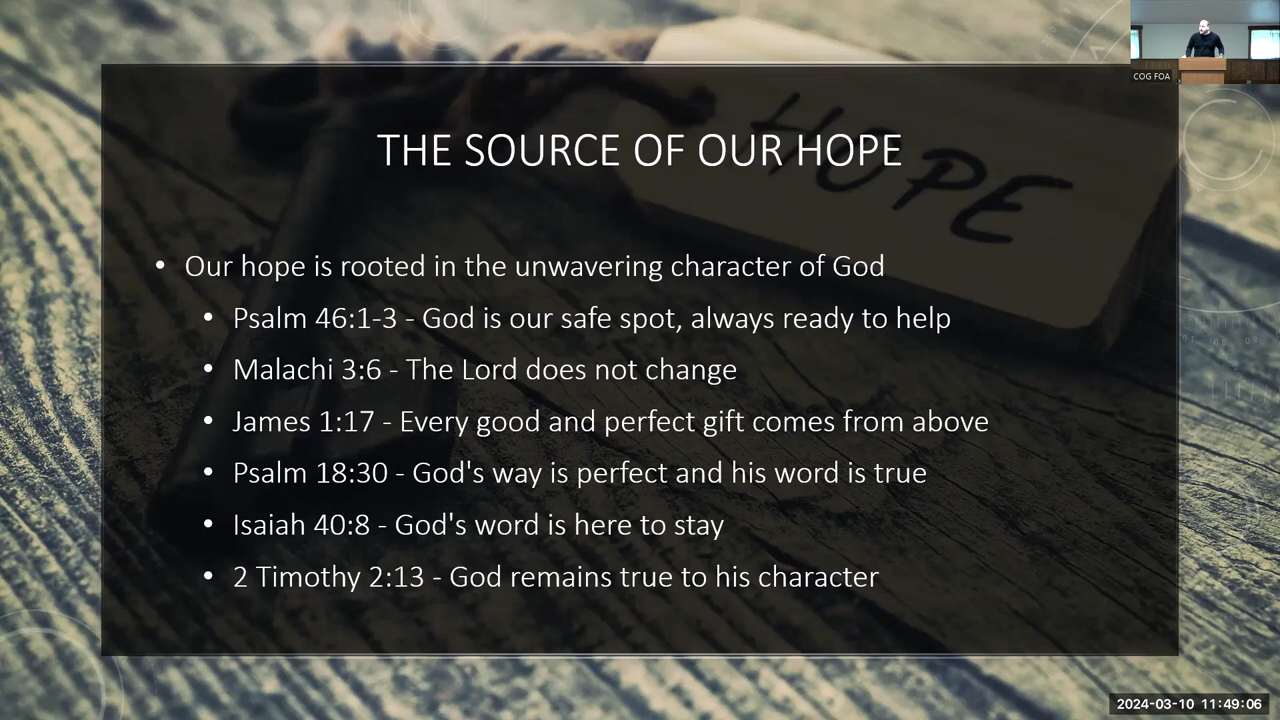 COG FOA
HOPE
THE SOURCE OF OUR HOPE
• Our hope is rooted in the unwavering character of God
• Psalm 46:1-3 - God is our safe spot, always ready to help
• Malachi 3:6 - The Lord does not change
• James 1:17 - Every good and perfect gift comes from above
• Psalm 18:30 - God's way is perfect and his word is true
• Isaiah 40:8 - God's word is here to stay
• 2 Timothy 2:13 - God remains true to his character
2024-03-10 11:49:06